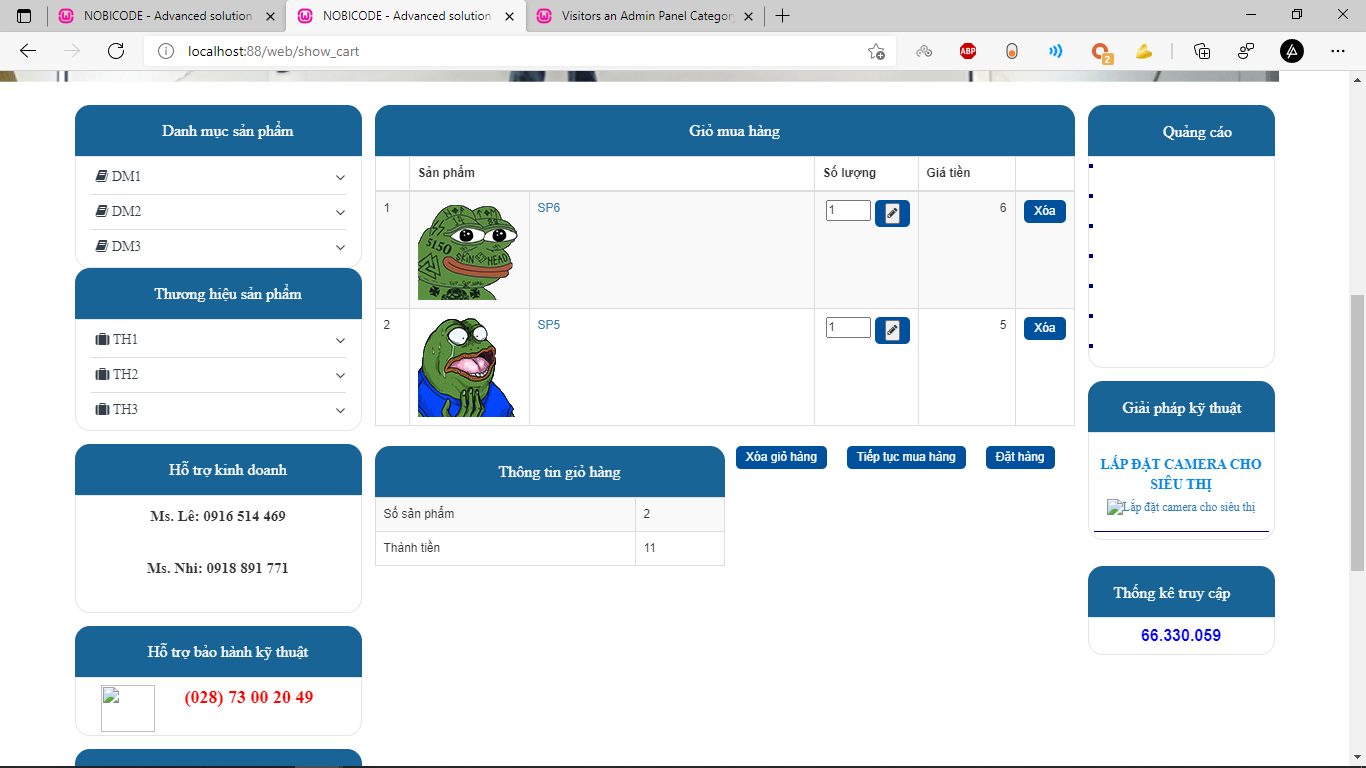 NOBICODE - Advanced solution
NOBICODE - Advanced solution
Visitors an Admin Panel Categor
localhost:88/web/show_cart
ABP
2
Danh mục sản phẩm
DM1
DM2
DM3
Thương hiệu sản phẩm
TH1
TH2
TH3
Hỗ trợ kinh doanh
Ms. Lê: 0916 514 469
Ms. Nhi: 0918 891 771
Hỗ trợ bảo hành kỹ thuật
(028) 73 00 20 49
Giỏ mua hàng
Sản phẩm Số lượng Giá tiền
1 SP6 1 6 Xóa
5150
SKIN HEAD
2 SP5 1 5 Xóa
Thông tin giỏ hàng
Số sản phẩm 2
Thành tiền 11
Xóa giỏ hàng Tiếp tục mua hàng Đặt hàng
Quảng cáo
Giải pháp kỹ thuật
LẮP ĐẶT CAMERA CHO
SIÊU THỊ
Lắp đặt camera cho siêu thị
Thống kê truy cập
66.330.059